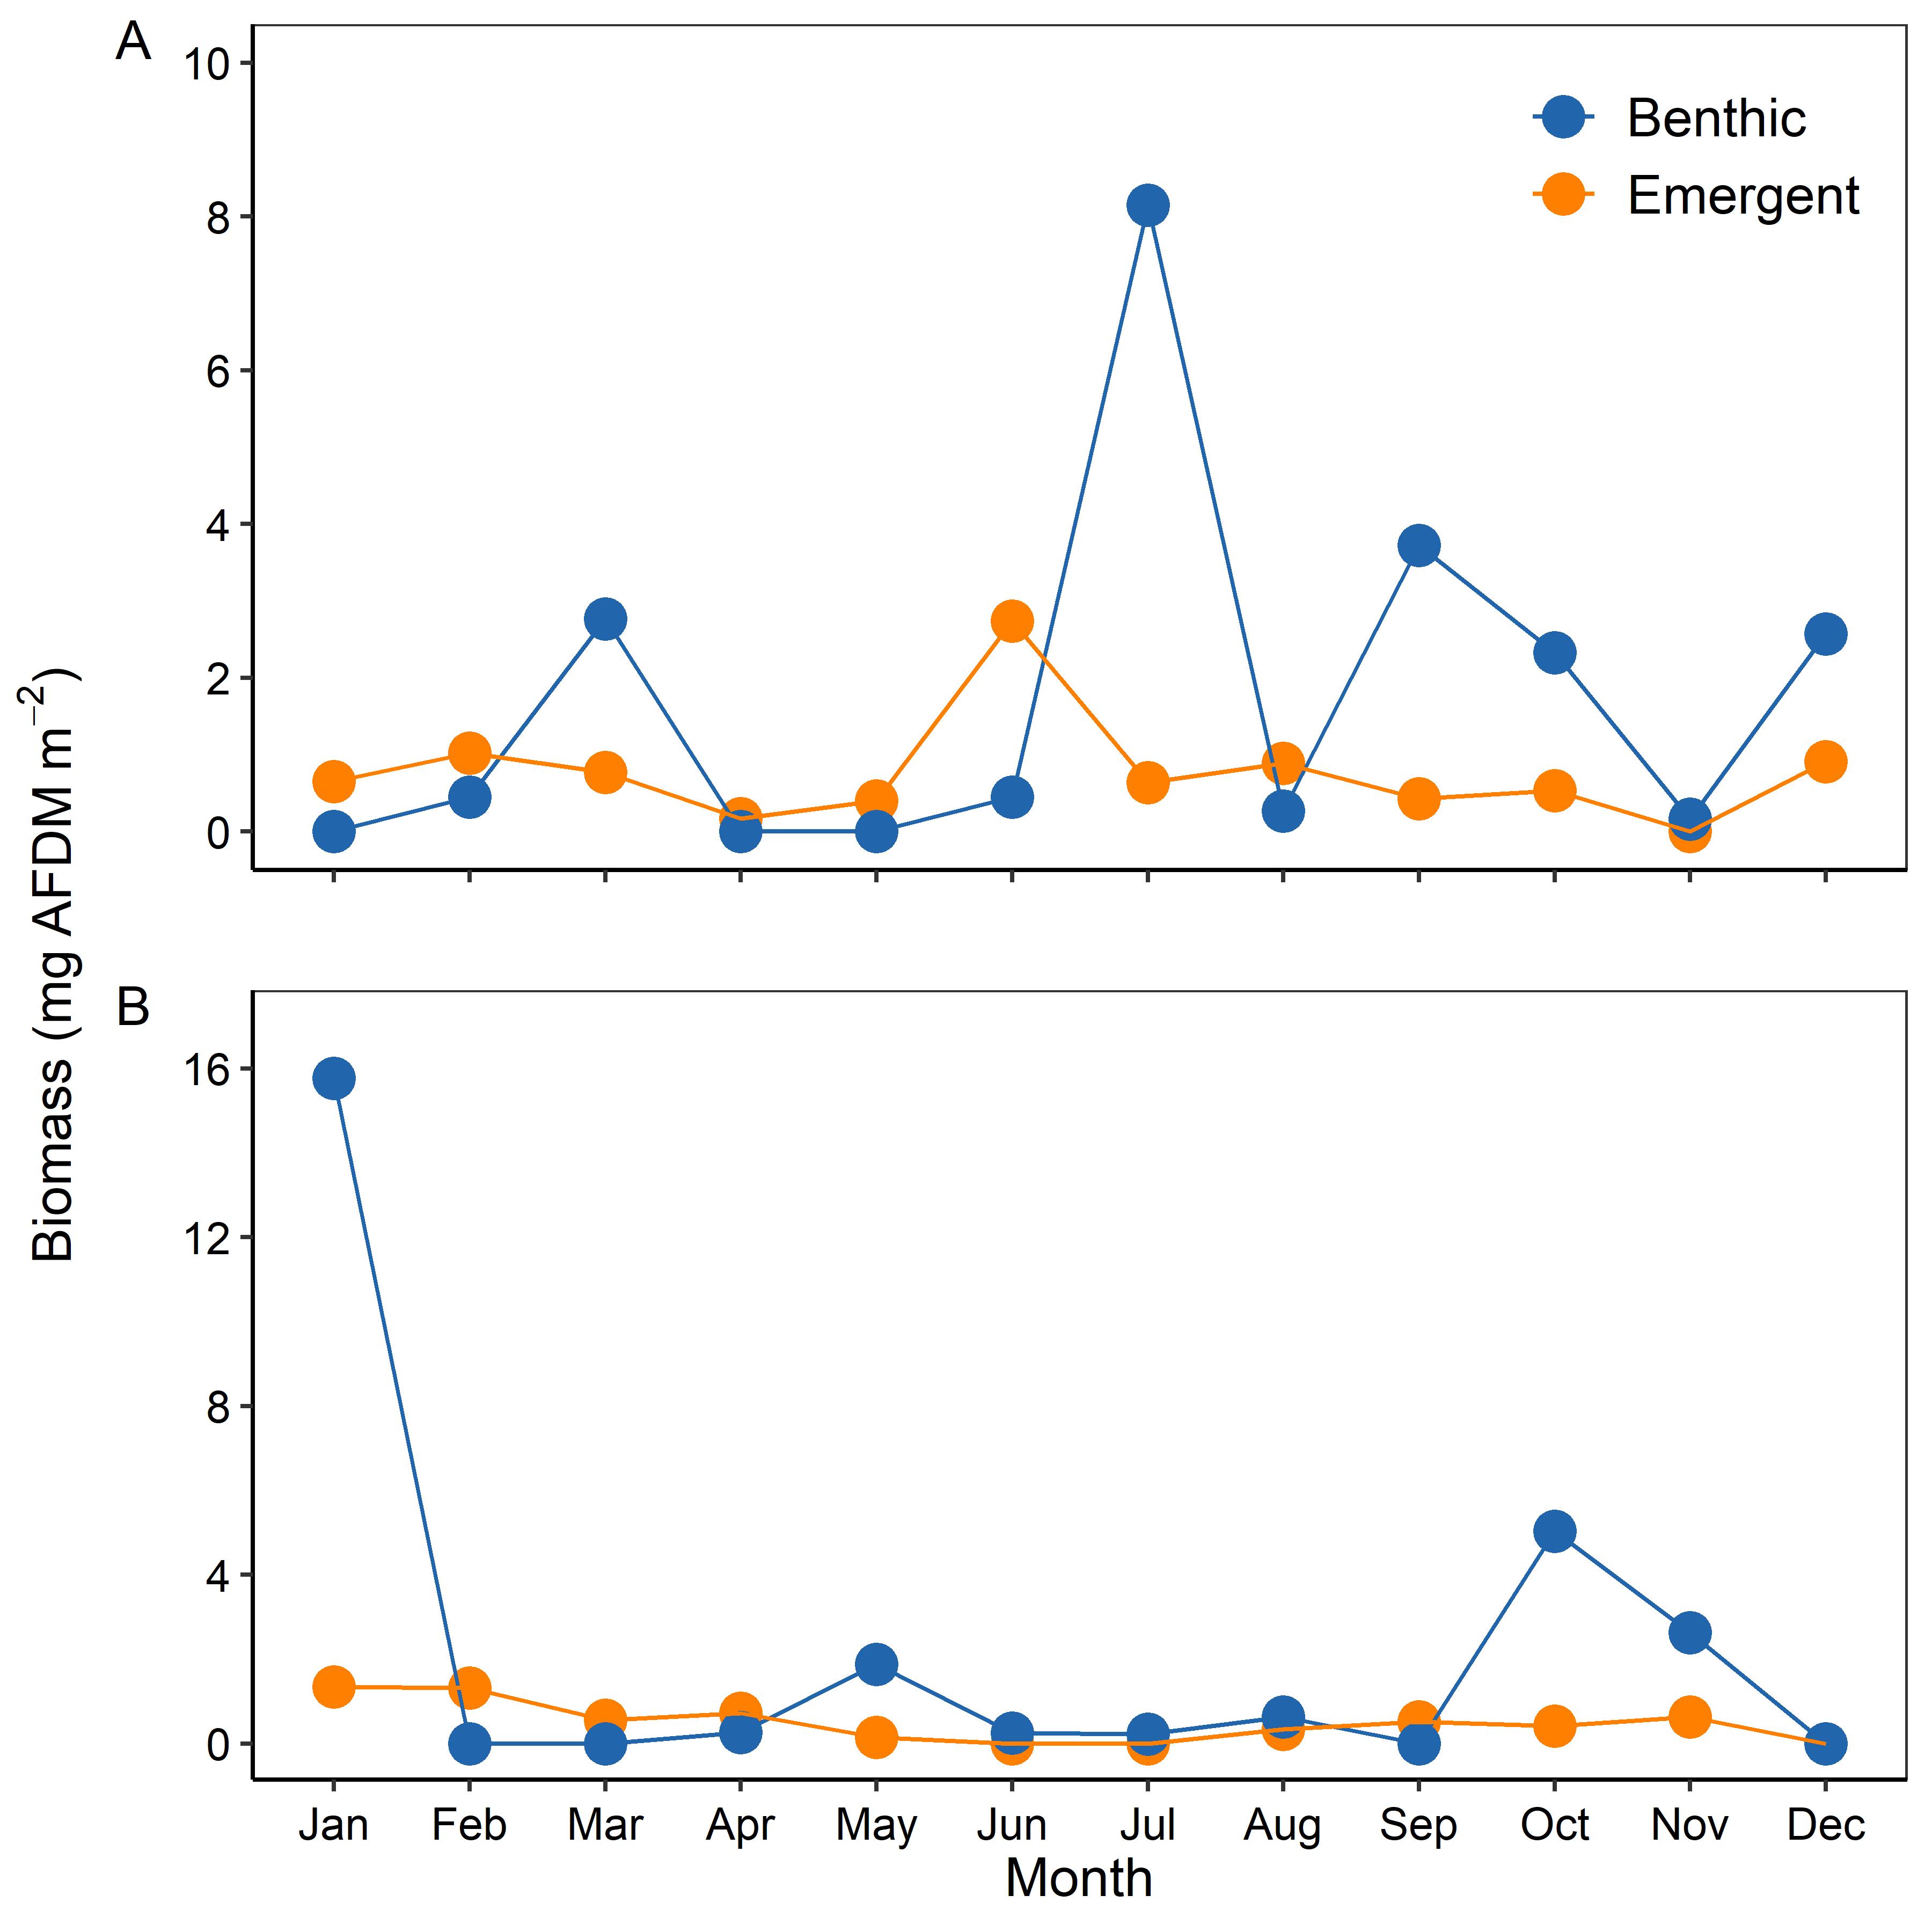 A
10
8
6
4
2
0
Benthic
Emergent
Biomass (mg AFDM m⁻²)
B
16
12
8
4
0
Jan Feb Mar Apr May Jun Jul Aug Sep Oct Nov Dec
Month